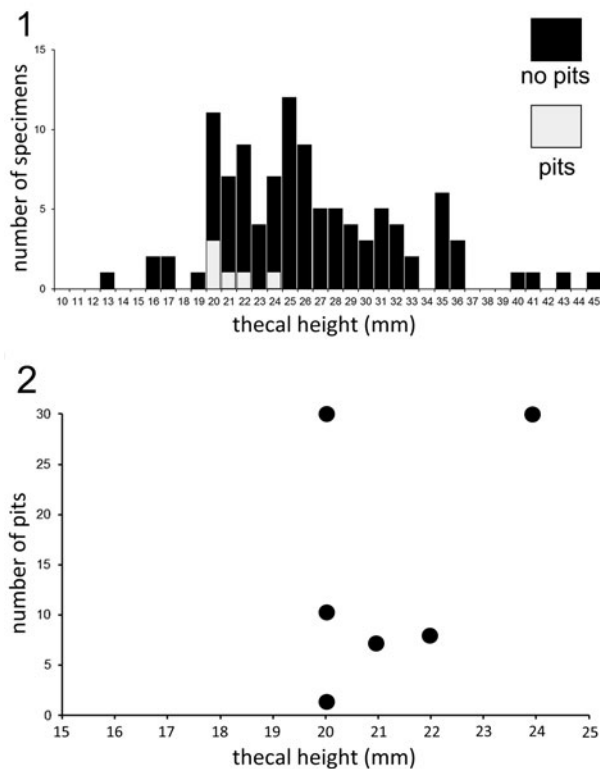 1
15
no pits
10
pits
number of specimens
5
0
10 11 12 13 14 15 16 17 18 19 20 21 22 23 24 25 26 27 28 29 30 31 32 33 34 35 36 37 38 39 40 41 42 43 44 45
thecal height (mm)
2
30
25
20
number of pits
15
10
5
0
15 16 17 18 19 20 21 22 23 24 25
thecal height (mm)